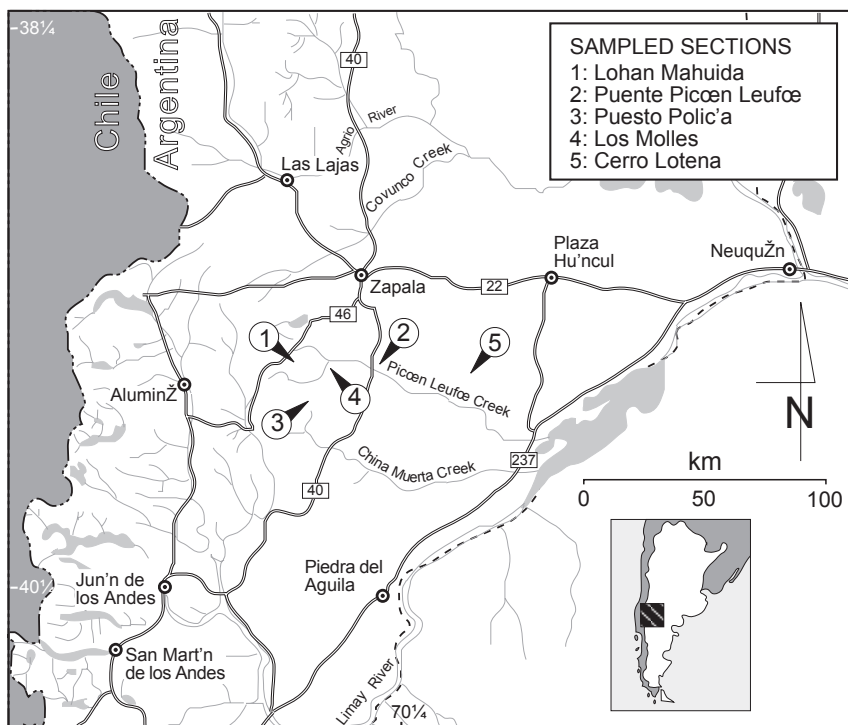 -38¼
Chile
Argentina
40
Agrio River
SAMPLED SECTIONS
1: Lohan Mahuida
2: Puente Picœn Leufœ
3: Puesto Polic'a
4: Los Molles
5: Cerro Lotena
Las Lajas
Covunco Creek
Plaza
Hu'ncul
NeuquŽn
Zapala
22
46
1
2
5
AluminŽ
4
Picœn Leufœ Creek
3
N
China Muerta Creek
237
km
0 50 100
40
-40¼
Jun'n de
los Andes
Piedra del
Aguila
San Mart'n
de los Andes
Limay River
70¼